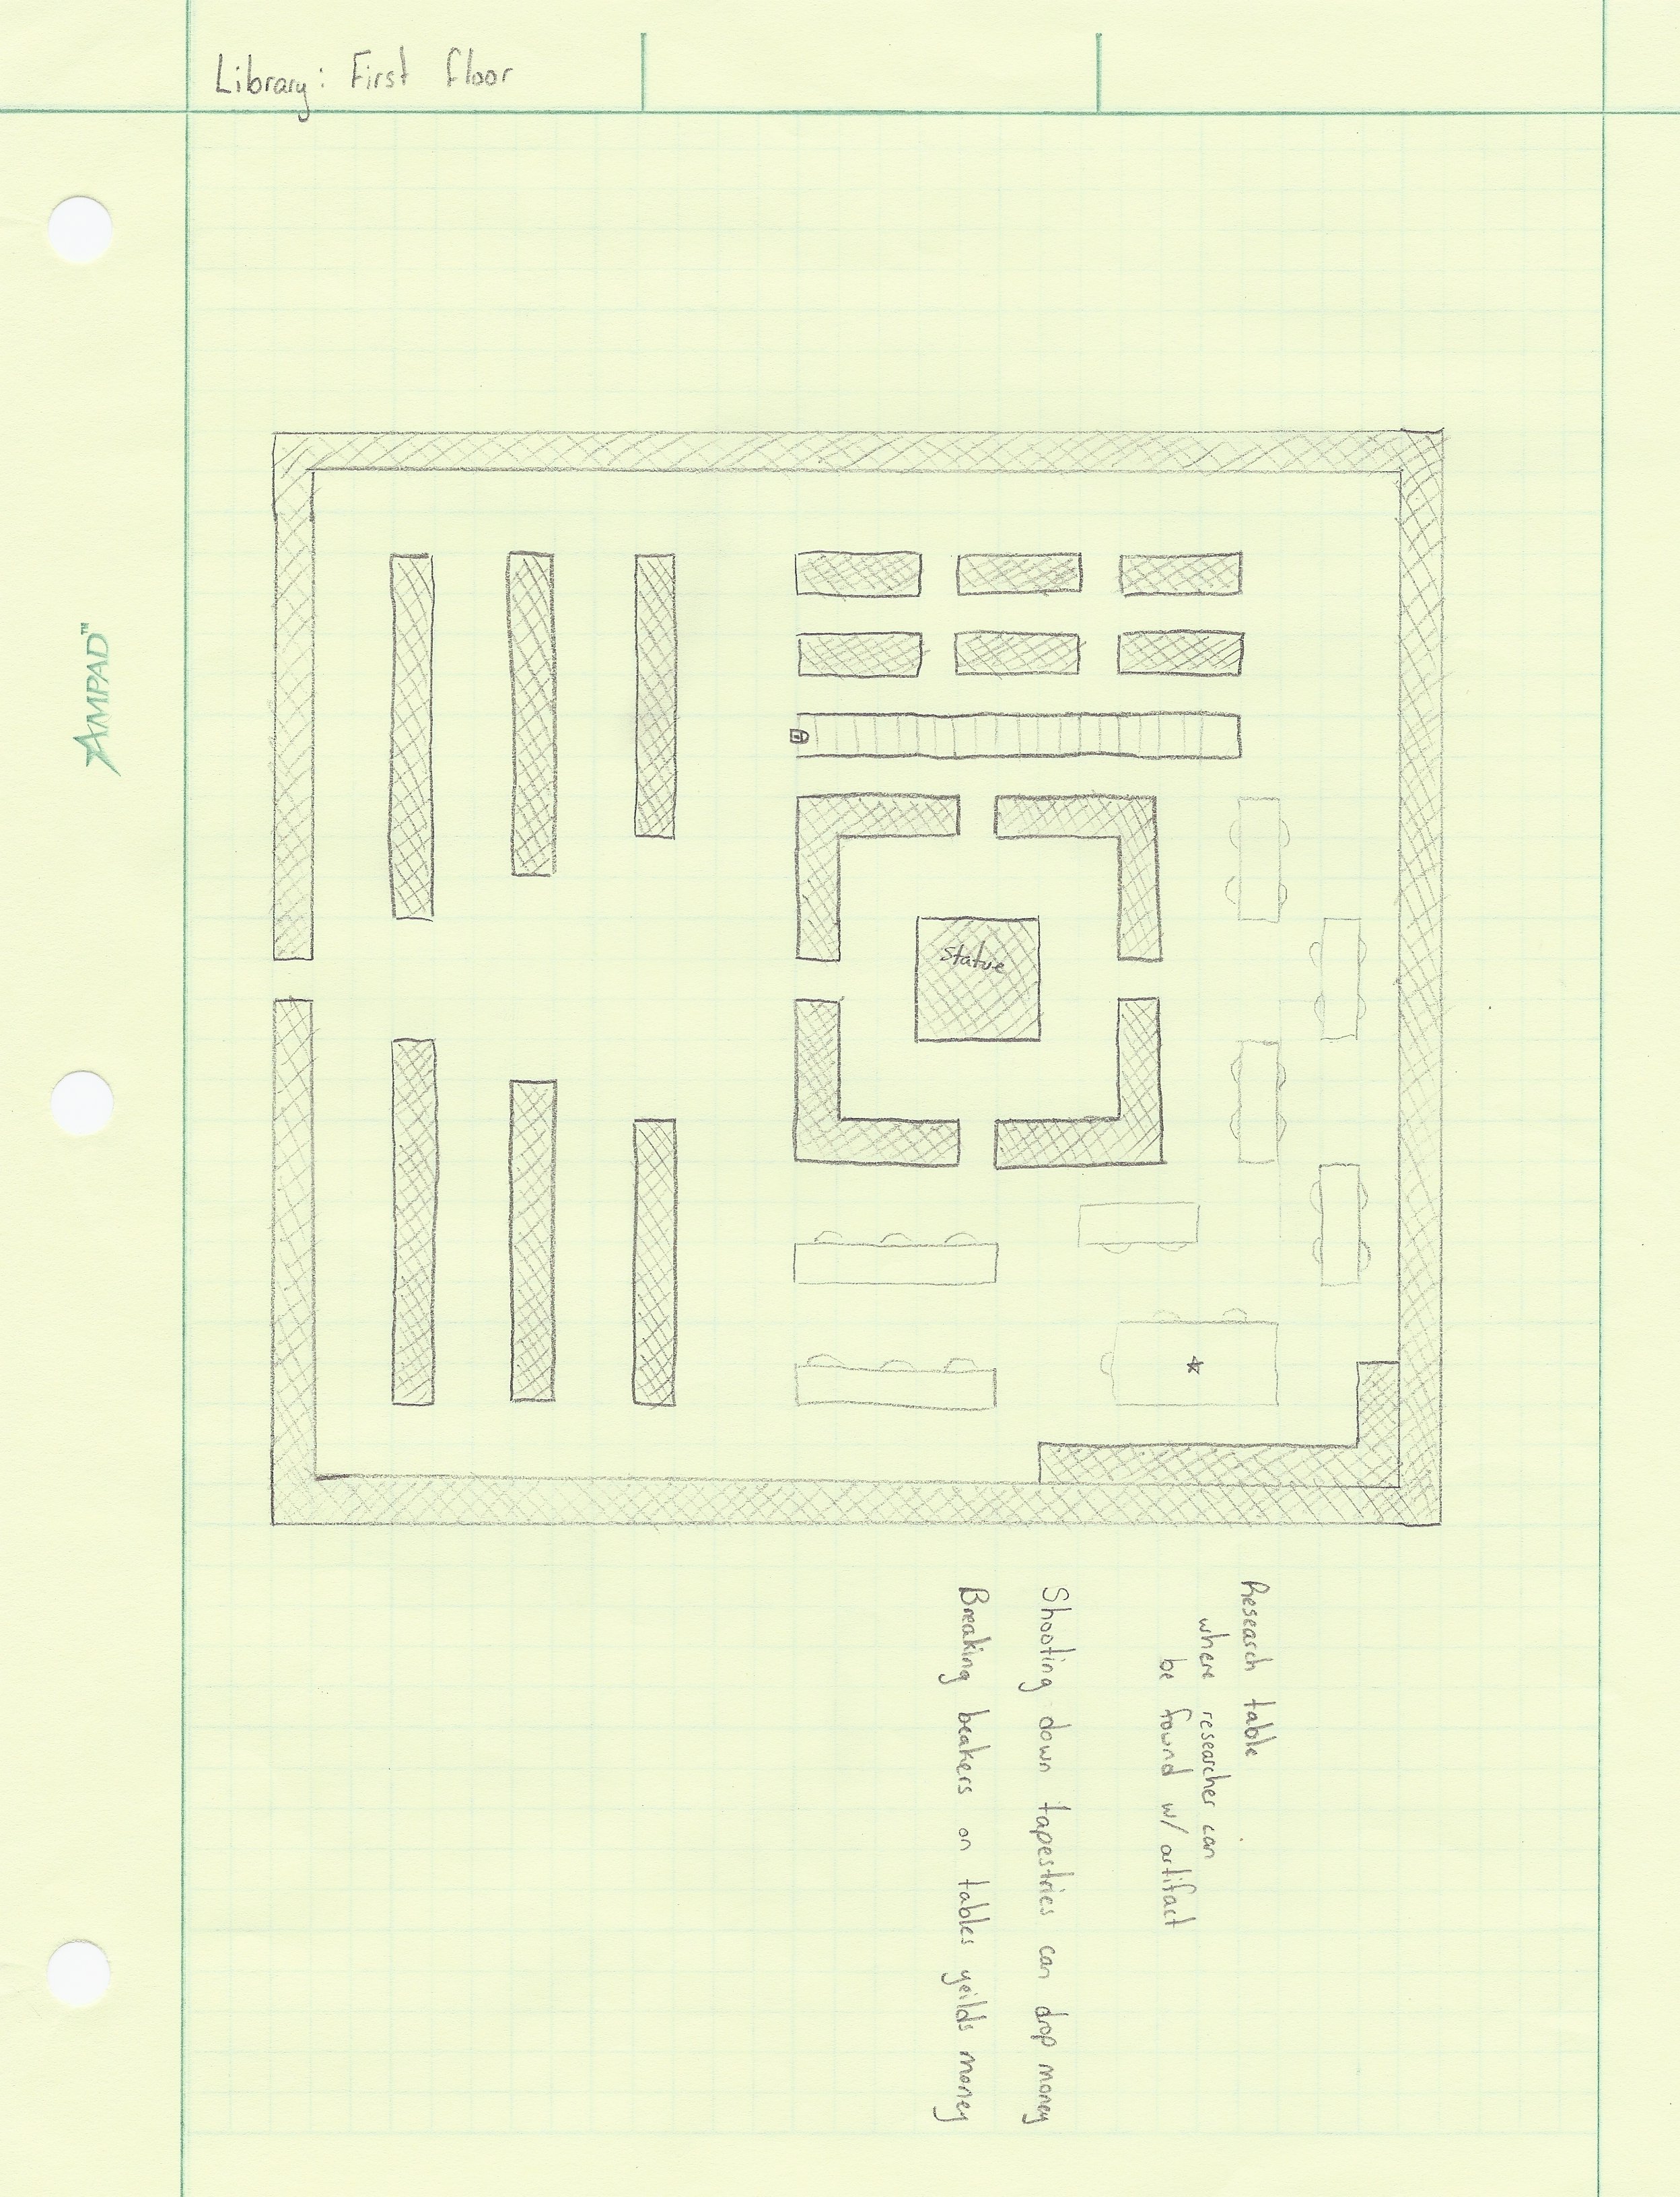 Library: First floor
AMPAD™
Statue
Research table
where researcher can
be found w/ artifact
Shooting down tapestries can drop money
Breaking beakers on tables yeilds money